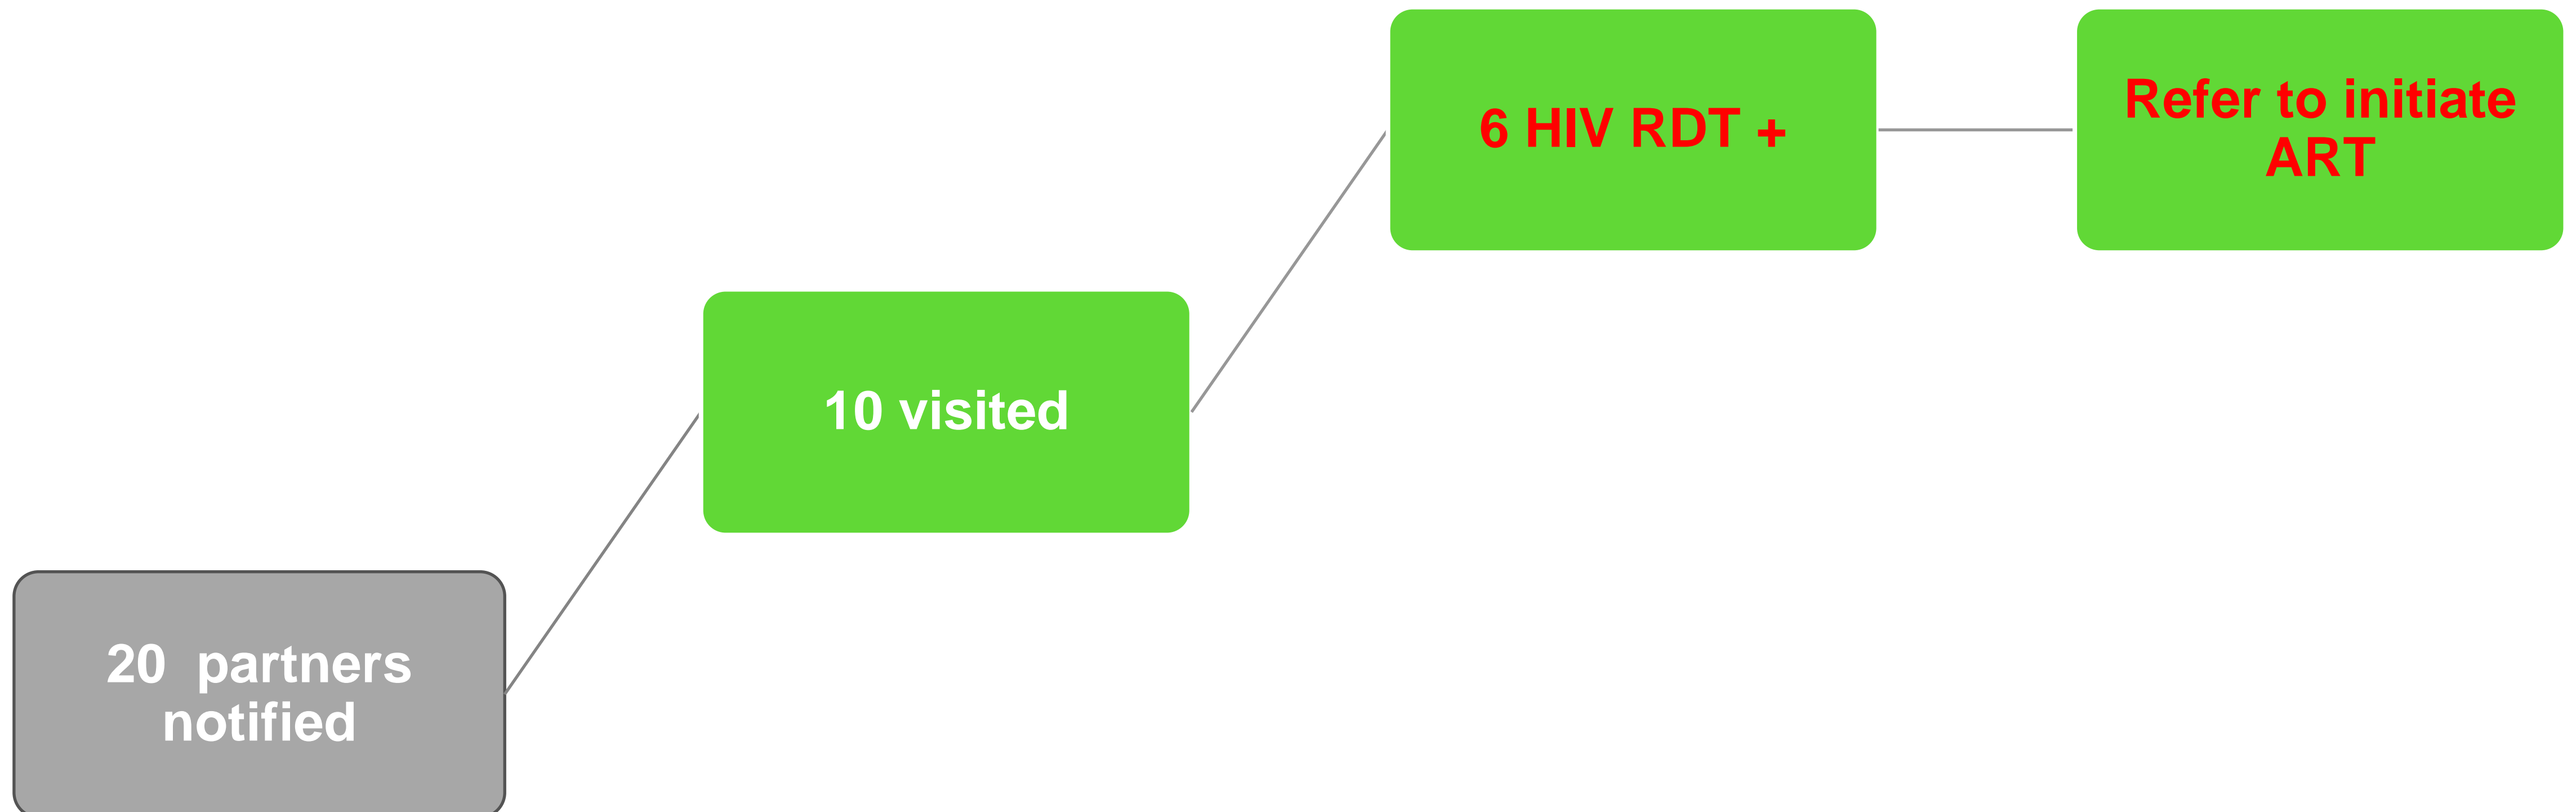 20 partners
notified
10 visited
6 HIV RDT +
Refer to initiate
ART